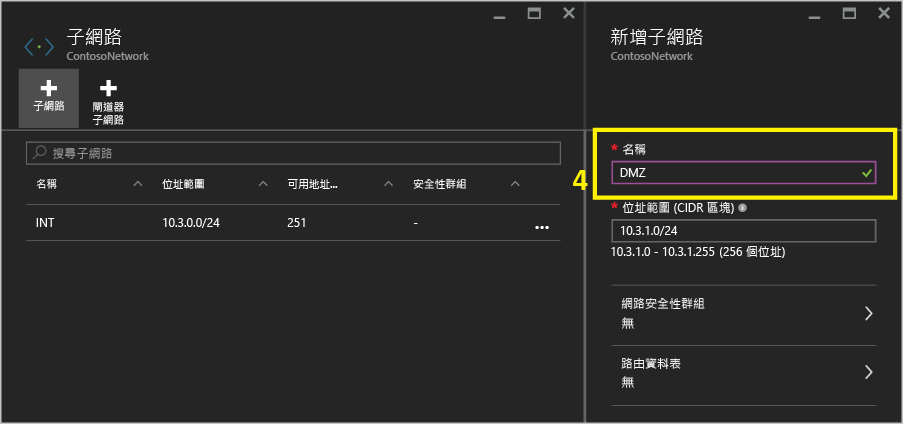 子網路
ContosoNetwork
子網路
閘道器
子網路
搜尋子網路
名稱 位址範圍 可用地址... 安全性群組
INT 10.3.0.0/24 251 -
新增子網路
ContosoNetwork
4
* 名稱
DMZ
* 位址範圍 (CIDR 區塊)
10.3.1.0/24
10.3.1.0 - 10.3.1.255 (256 個位址)
網路安全性群組
無
路由資料表
無